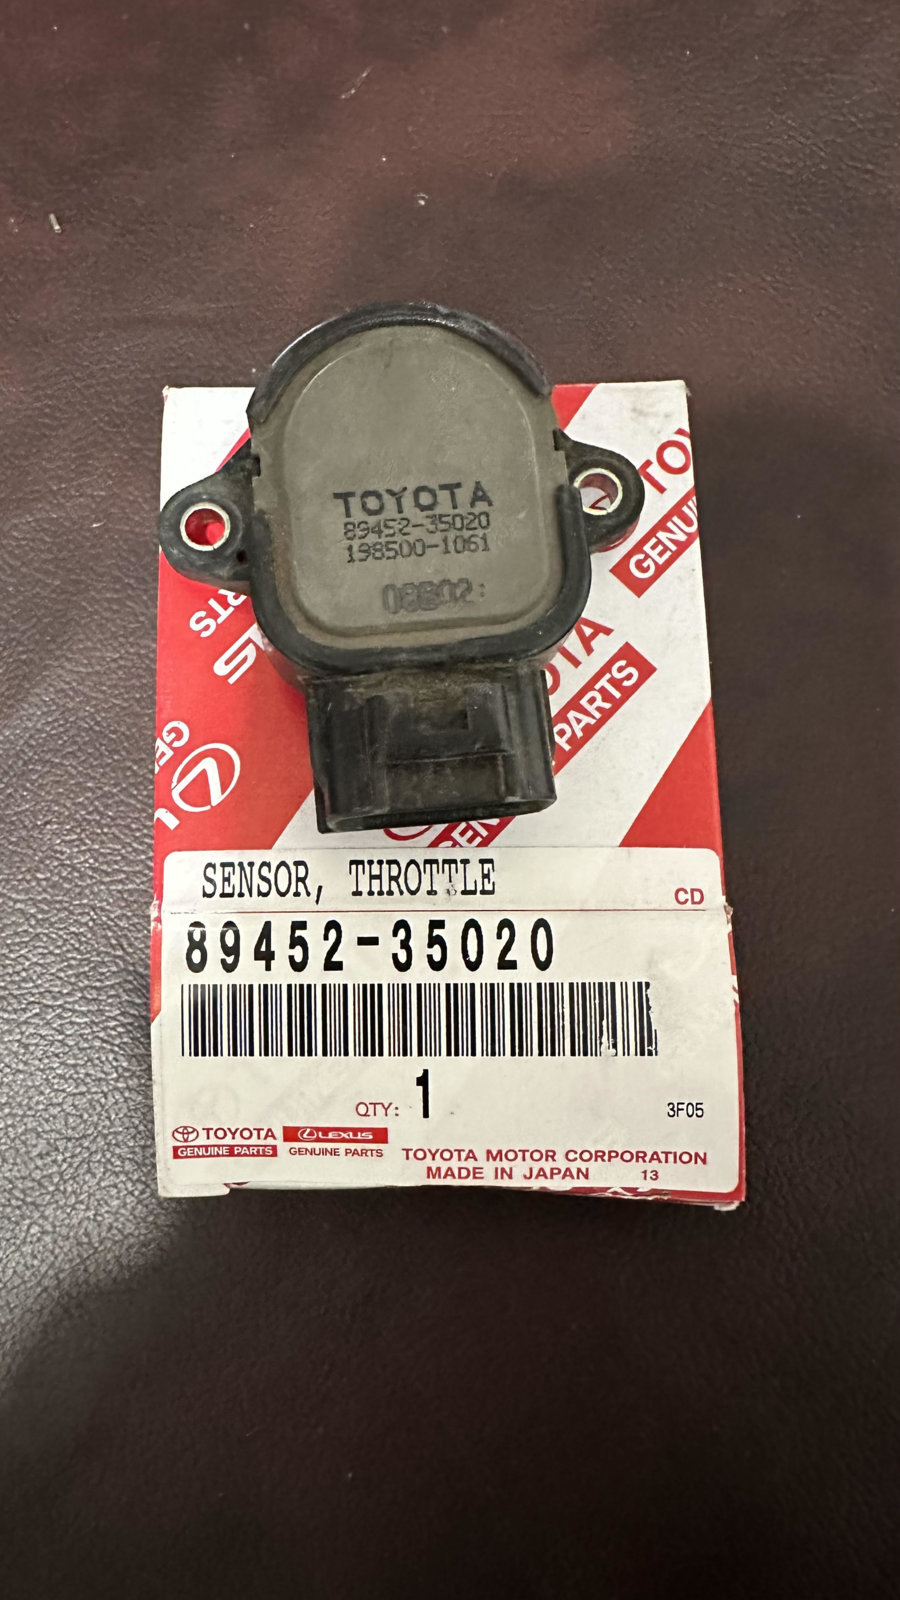 TOYOTA
89452-35020
198500-1061
TOYOTA
GENUINE
PARTS
SENSOR, THROTTLE
CD
89452-35020
QTY: 1
3F05
TOYOTA
GENUINE PARTS
LEXUS
GENUINE PARTS
TOYOTA MOTOR CORPORATION
MADE IN JAPAN 13